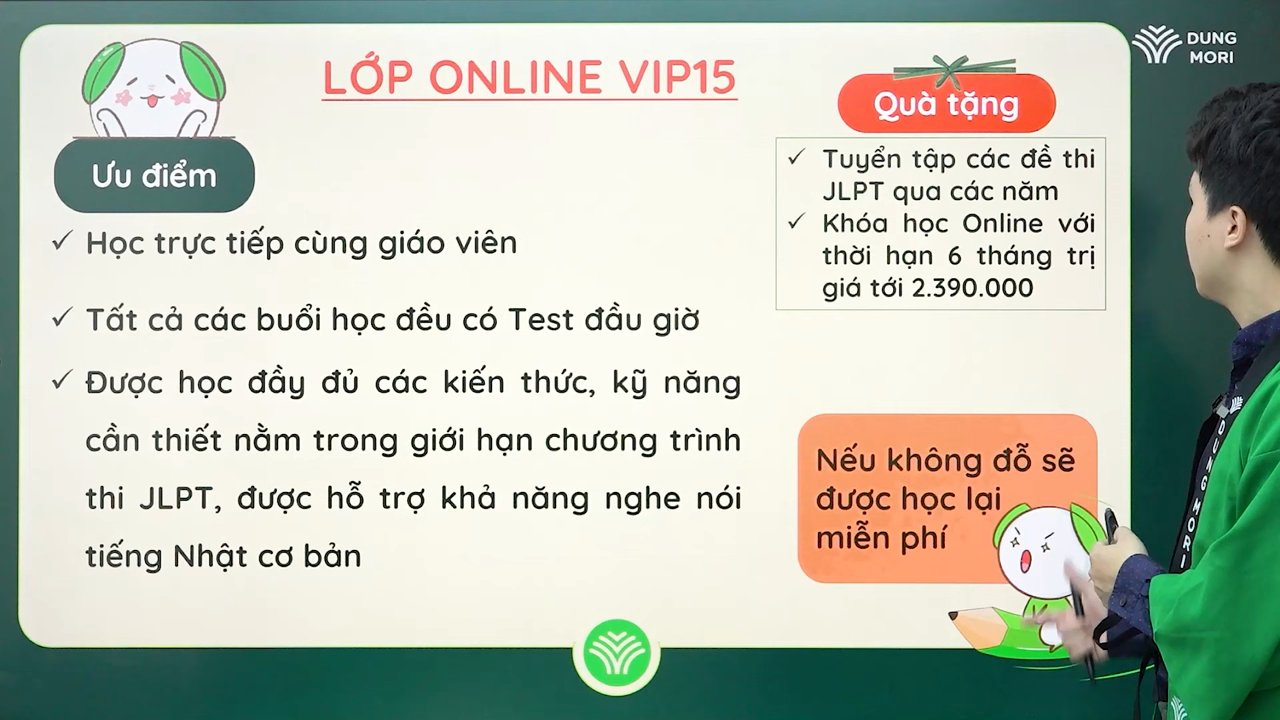 LỚP ONLINE VIP15
Ưu điểm
Học trực tiếp cùng giáo viên
Tất cả các buổi học đều có Test đầu giờ
Được học đầy đủ các kiến thức, kỹ năng
cần thiết nằm trong giới hạn chương trình
thi JLPT, được hỗ trợ khả năng nghe nói
tiếng Nhật cơ bản
Quà tặng
Tuyển tập các đề thi
JLPT qua các năm
Khóa học Online với
thời hạn 6 tháng trị
giá tới 2.390.000
Nếu không đỗ sẽ
được học lại
miễn phí
DUNG
MORI
DUNG MORI